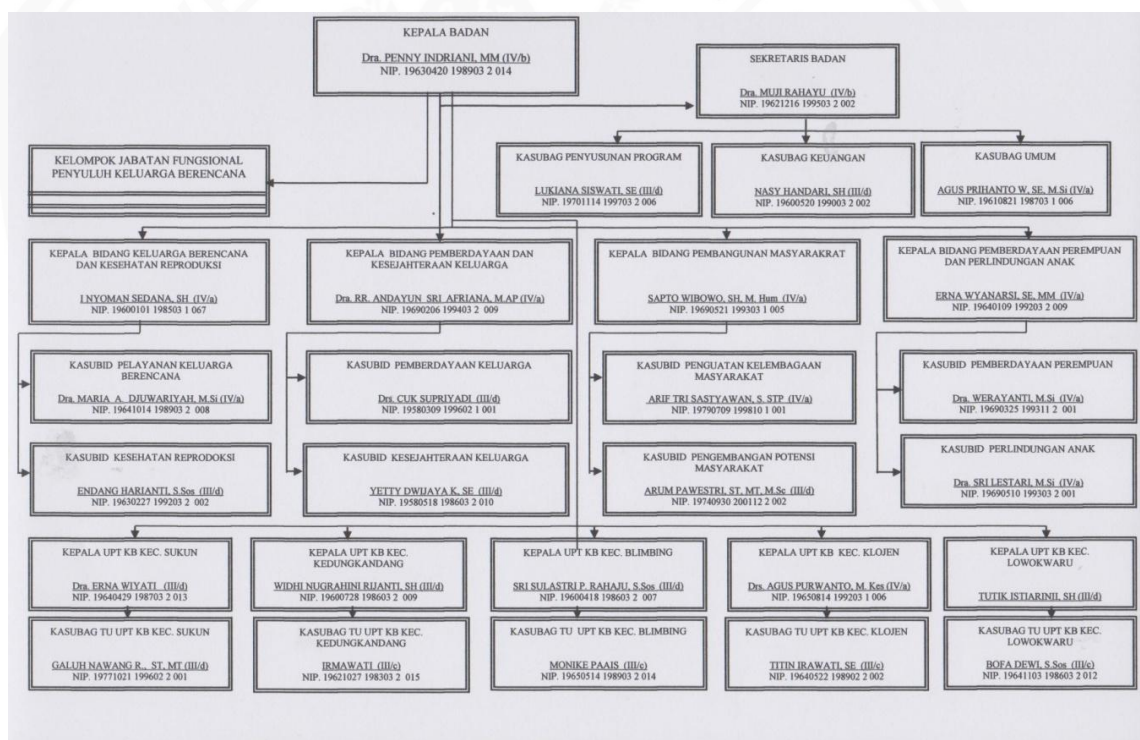 KEPALA BADAN
Dra. PENNY INDRIANI, MM (IV/b)
NIP. 19630420 198903 2 014
SEKRETARIS BADAN
Dra. MUJI RAHAYU (IV/b)
NIP. 19621216 199503 2 002
KELOMPOK JABATAN FUNGSIONAL
PENYULUH KELUARGA BERENCANA
KASUBAG PENYUSUNAN PROGRAM
LUKIANA SISWATI, SE (III/d)
NIP. 19701114 199703 2 006
KASUBAG KEUANGAN
NASY HANDARI, SH (III/d)
NIP. 19600520 199003 2 002
KASUBAG UMUM
AGUS PRIHANTO W, SE, M.Si (IV/a)
NIP. 19610821 198703 1 006
KEPALA BIDANG KELUARGA BERENCANA
DAN KESEHATAN REPRODUKSI
I NYOMAN SEDANA, SH (IV/a)
NIP. 19600101 198503 1 067
KEPALA BIDANG PEMBERDAYAAN DAN
KESEJAHTERAAN KELUARGA
Dra. RR. ANDAYUN SRI AFRIANA, M.AP (IV/a)
NIP. 19690206 199403 2 009
KEPALA BIDANG PEMBANGUNAN MASYARAKRAT
SAPTO WIBOWO, SH, M. Hum (IV/a)
NIP. 19690521 199303 1 005
KEPALA BIDANG PEMBERDAYAAN PEREMPUAN
DAN PERLINDUNGAN ANAK
ERNA WYANARSI, SE, MM (IV/a)
NIP. 19640109 199203 2 009
KASUBID PELAYANAN KELUARGA
BERENCANA
Dra. MARIA A. DJUWARIYAH, M.Si (IV/a)
NIP. 19641014 198903 2 008
KASUBID PEMBERDAYAAN KELUARGA
Drs. CUK SUPRIYADI (III/d)
NIP. 19580309 199602 1 001
KASUBID PENGUATAN KELEMBAGAAN
MASYARAKAT
ARIF TRI SASTYAWAN, S. STP (IV/a)
NIP. 19790709 199810 1 001
KASUBID PEMBERDAYAAN PEREMPUAN
Dra. WERAYANTI, M.Si (IV/a)
NIP. 19690325 199311 2 001
KASUBID KESEHATAN REPRODOKSI
ENDANG HARIANTI, S.Sos (III/d)
NIP. 19630227 199203 2 002
KASUBID KESEJAHTERAAN KELUARGA
YETTY DWIJAYA K, SE (III/d)
NIP. 19580518 198603 2 010
KASUBID PENGEMBANGAN POTENSI
MASYARAKAT
ARUM PAWESTRI, ST, MT, M.Sc (III/d)
NIP. 19740930 200112 2 002
KASUBID PERLINDUNGAN ANAK
Dra. SRI LESTARI, M.Si (IV/a)
NIP. 19690510 199303 2 001
KEPALA UPT KB KEC. SUKUN
Dra. ERNA WIYATI (III/d)
NIP. 19640429 198703 2 013
KEPALA UPT KB KEC.
KEDUNGKANDANG
WIDHI NUGRAHINI RIJANTI, SH (III/d)
NIP. 19600728 198603 2 009
KEPALA UPT KB KEC. BLIMBING
SRI SULASTRI P. RAHAJU, S.Sos (III/d)
NIP. 19600418 198603 2 007
KEPALA UPT KB KEC. KLOJEN
Drs. AGUS PURWANTO, M. Kes (IV/a)
NIP. 19650814 199203 1 006
KEPALA UPT KB KEC.
LOWOKWARU
TUTIK ISTIARINII, SH (III/d)
KASUBAG TU UPT KB KEC. SUKUN
GALUH NAWANG R., ST, MT (III/d)
NIP. 19771021 199602 2 001
KASUBAG TU UPT KB KEC.
KEDUNGKANDANG
IRMAWATI (III/c)
NIP. 19621027 198303 2 015
KASUBAG TU UPT KB KEC. BLIMBING
MONIKE PAAIS (III/c)
NIP. 19650514 198903 2 014
KASUBAG TU UPT KB KEC. KLOJEN
TITIN IRAWATI, SE (III/c)
NIP. 19640522 198902 2 002
KASUBAG TU UPT KB KEC.
LOWOKWARU
BOFA DEWI, S.Sos (III/c)
NIP. 19641103 198603 2 012